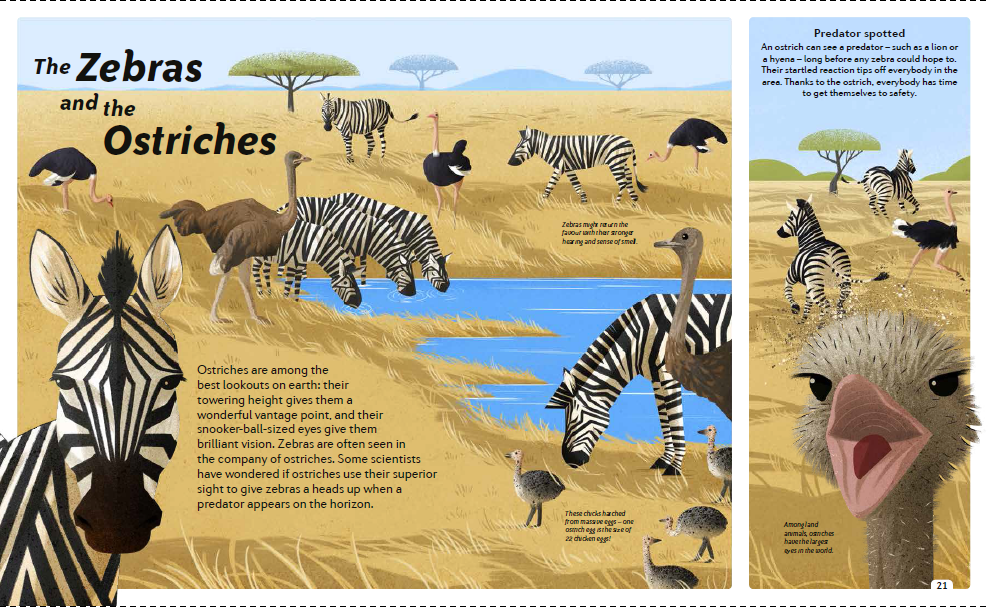 The Zebras
and the
Ostriches
Zebras might return the
favour with their stronger
hearing and sense of smell.
Ostriches are among the
best lookouts on earth: their
towering height gives them a
wonderful vantage point, and their
snooker-ball-sized eyes give them
brilliant vision. Zebras are often seen in
the company of ostriches. Some scientists
have wondered if ostriches use their superior
sight to give zebras a heads up when a
predator appears on the horizon.
These chicks hatched
from massive eggs – one
ostrich egg is the size of
22 chicken eggs!
Predator spotted
An ostrich can see a predator – such as a lion or
a hyena – long before any zebra could hope to.
Their startled reaction tips off everybody in the
area. Thanks to the ostrich, everybody has time
to get themselves to safety.
Among land
animals, ostriches
have the largest
eyes in the world.
21